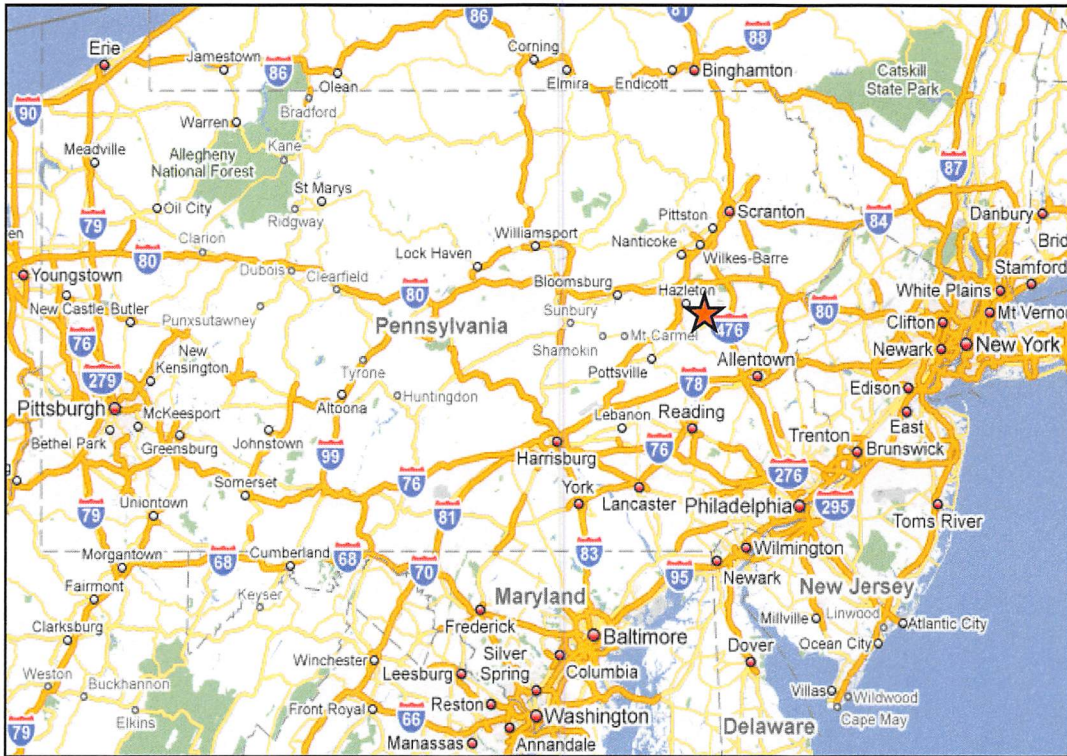 86
81
88
Erie
Jamestown
86
Olean
Corning
Elmira
Endicott
Binghamton
Catskill
State Park
90
Bradford
Warren
Kane
Meadville
Allegheny
National Forest
87
79
Oil City
St Marys
Ridgway
Pittston
Scranton
84
Danbury
Clarion
Williamsport
Nanticoke
Wilkes-Barre
Lock Haven
80
Youngstown
Dubois
Clearfield
80
Bloomsburg
Hazleton
Stamford
White Plains
New Castle
Butler
Punxsutawney
Pennsylvania
Sunbury
476
80
Clifton
Mt Vernon
76
Shamokin
Mt Carmel
Newark
New York
New
Kensington
Tyrone
Pottsville
Allentown
279
78
Edison
Pittsburgh
McKeesport
Altoona
Huntingdon
Lebanon
Reading
East
Brunswick
Bethel Park
Greensburg
Johnstown
99
Harrisburg
76
Trenton
76
276
Somerset
York
Lancaster
Philadelphia
295
79
Uniontown
81
Toms River
Morgantown
68
Cumberland
68
70
83
95
Wilmington
Newark
New Jersey
Fairmont
Keyser
Maryland
Frederick
Millville
Linwood
Atlantic City
Clarksburg
Baltimore
Ocean City
Winchester
Silver
Spring
Columbia
Dover
Weston
Buckhannon
Leesburg
Villas
Wildwood
Elkins
Front Royal
66
Reston
Washington
Cape May
79
Manassas
Annandale
Delaware